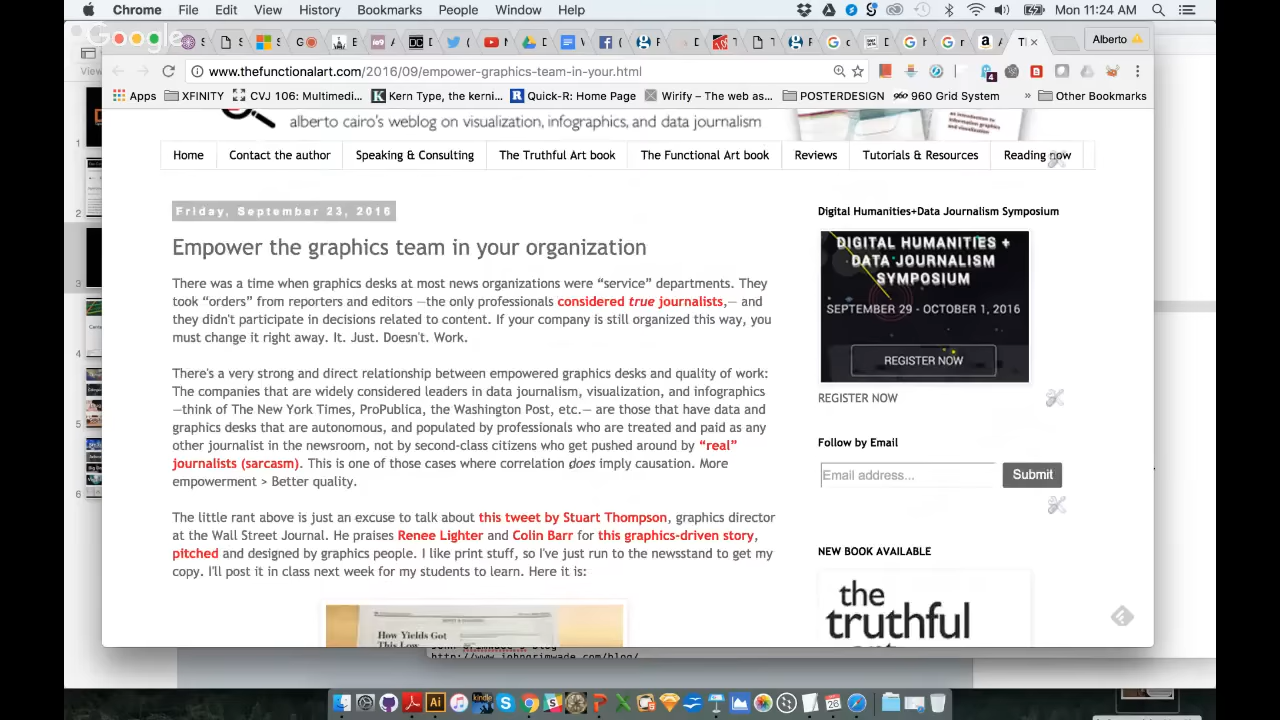 Chrome File Edit View History Bookmarks People Window Help Mon 11:24 AM
Google
Alberto
View
www.thefunctionalart.com/2016/09/empower-graphics-team-in-your.html
Apps XFINITY CVJ 106: Multimedi... Kern Type, the kerni... Quick-R: Home Page Wirify — The web as... POSTERDESIGN 960 Grid System » Other Bookmarks
alberto cairo's weblog on visualization, infographics, and data journalism
Home Contact the author Speaking & Consulting The Truthful Art book The Functional Art book Reviews Tutorials & Resources Reading now
Friday, September 23, 2016
Empower the graphics team in your organization
There was a time when graphics desks at most news organizations were “service” departments. They
took “orders” from reporters and editors —the only professionals considered true journalists,— and
they didn't participate in decisions related to content. If your company is still organized this way, you
must change it right away. It. Just. Doesn't. Work.
There's a very strong and direct relationship between empowered graphics desks and quality of work:
The companies that are widely considered leaders in data journalism, visualization, and infographics
—think of The New York Times, ProPublica, the Washington Post, etc.— are those that have data and
graphics desks that are autonomous, and populated by professionals who are treated and paid as any
other journalist in the newsroom, not by second-class citizens who get pushed around by “real”
journalists (sarcasm). This is one of those cases where correlation does imply causation. More
empowerment > Better quality.
The little rant above is just an excuse to talk about this tweet by Stuart Thompson, graphics director
at the Wall Street Journal. He praises Renee Lighter and Colin Barr for this graphics-driven story,
pitched and designed by graphics people. I like print stuff, so I've just run to the newsstand to get my
copy. I'll post it in class next week for my students to learn. Here it is:
How Yields Got
This Low
Digital Humanities+Data Journalism Symposium
DIGITAL HUMANITIES +
DATA JOURNALISM
SYMPOSIUM
SEPTEMBER 29 - OCTOBER 1, 2016
REGISTER NOW
REGISTER NOW
Follow by Email
Email address...
Submit
NEW BOOK AVAILABLE
the
truthful
http://www.johngrimwade.com/blog/
1
2
3
4
5
6